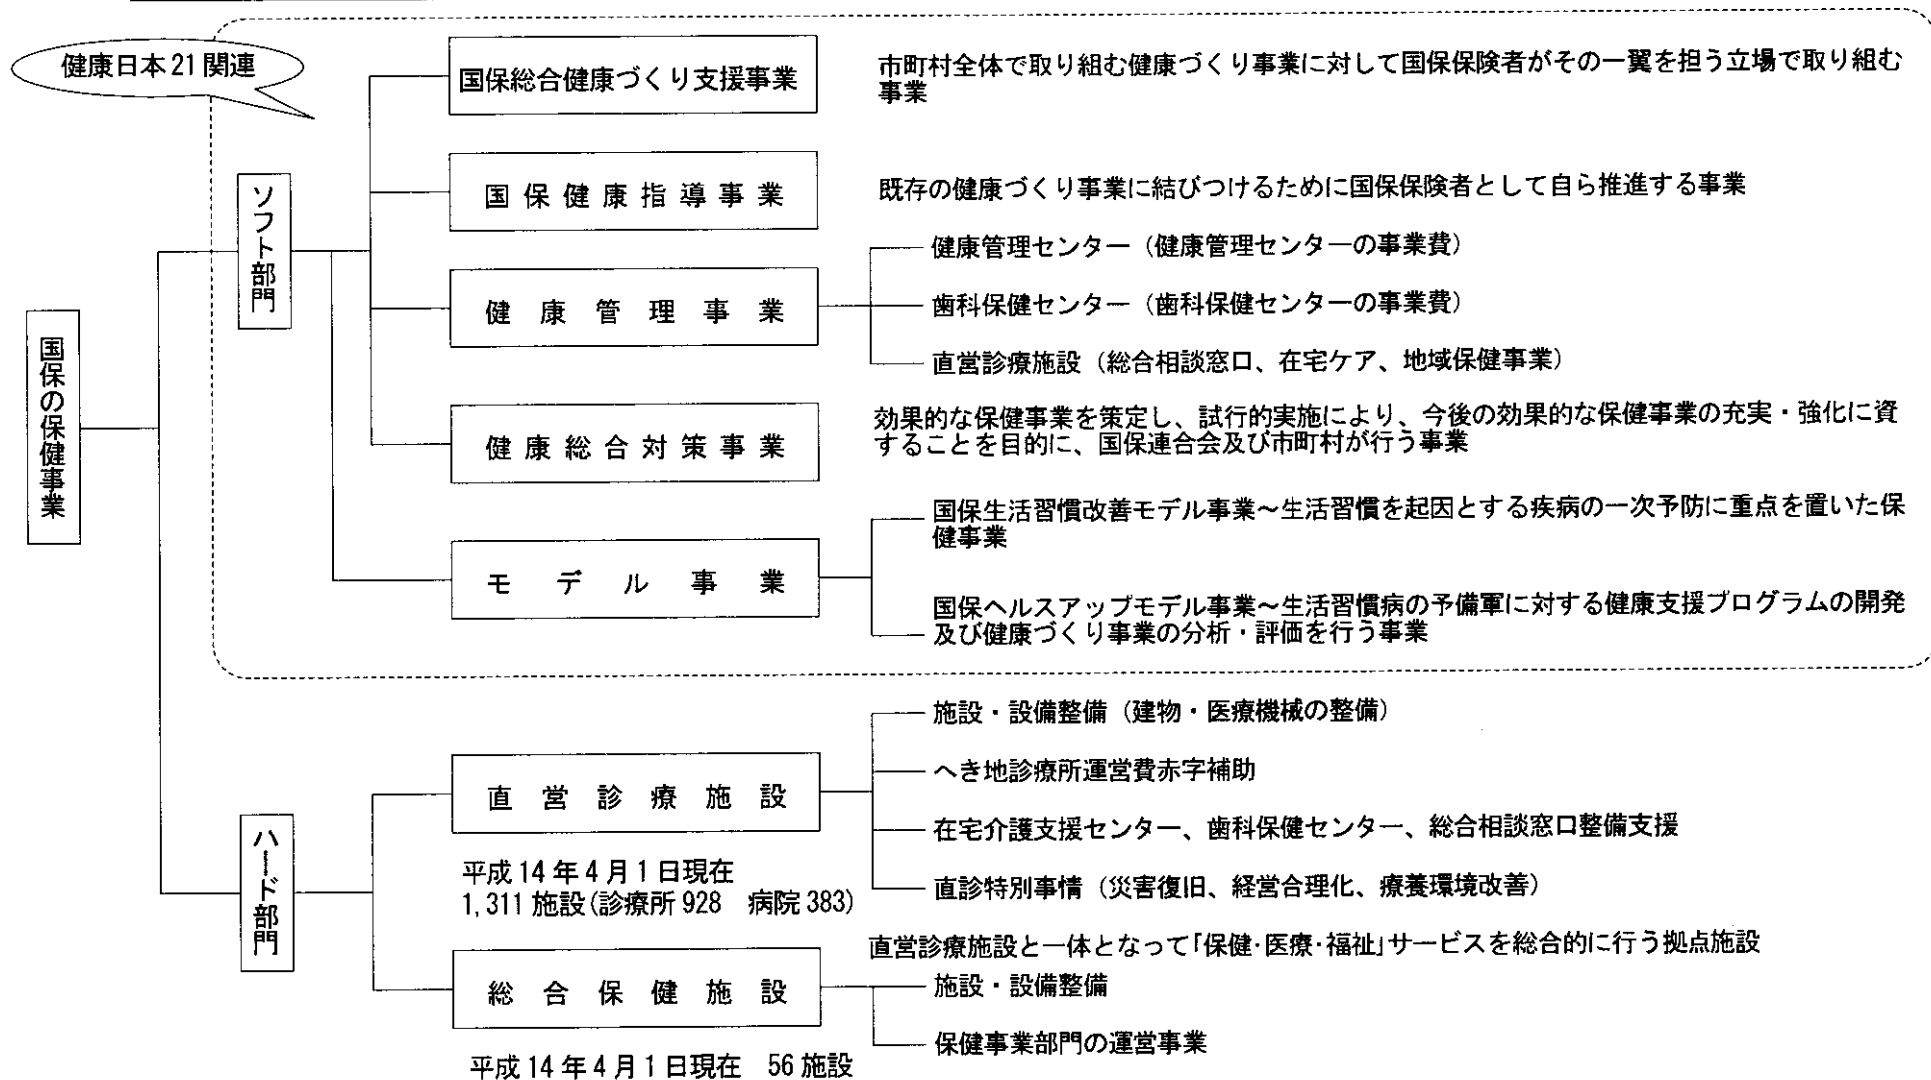 健康日本21関連
国保の保健事業
ソフト部門
国保総合健康づくり支援事業
市町村全体で取り組む健康づくり事業に対して国保保険者がその一翼を担う立場で取り組む
事業
国保健康指導事業
既存の健康づくり事業に結びつけるために国保保険者として自ら推進する事業
健康管理事業
健康管理センター（健康管理センターの事業費）
歯科保健センター（歯科保健センターの事業費）
直営診療施設（総合相談窓口、在宅ケア、地域保健事業）
健康総合対策事業
効果的な保健事業を策定し、試行的実施により、今後の効果的な保健事業の充実・強化に資
することを目的に、国保連合会及び市町村が行う事業
モデル事業
国保生活習慣改善モデル事業～生活習慣を起因とする疾病の一次予防に重点を置いた保
健事業
国保ヘルスアップモデル事業～生活習慣病の予備軍に対する健康支援プログラムの開発
及び健康づくり事業の分析・評価を行う事業
ハード部門
直営診療施設
平成14年4月1日現在
1,311施設(診療所928　病院383)
施設・設備整備（建物・医療機械の整備）
へき地診療所運営費赤字補助
在宅介護支援センター、歯科保健センター、総合相談窓口整備支援
直診特別事情（災害復旧、経営合理化、療養環境改善）
総合保健施設
平成14年4月1日現在　56施設
直営診療施設と一体となって「保健・医療・福祉」サービスを総合的に行う拠点施設
施設・設備整備
保健事業部門の運営事業